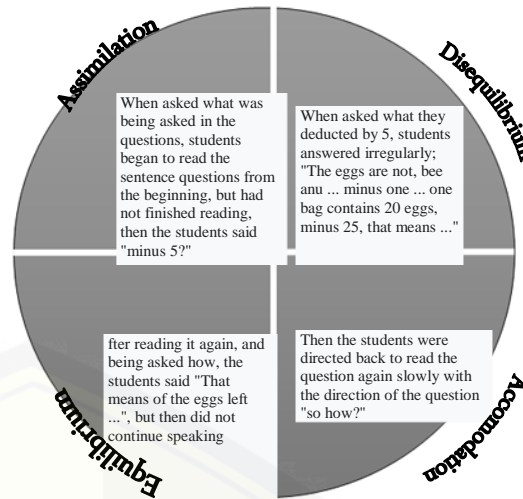 Assimilation
When asked what was
being asked in the
questions, students
began to read the
sentence questions from
the beginning, but had
not finished reading,
then the students said
"minus 5?"
Disequilibrium
When asked what they
deducted by 5, students
answered irregularly;
"The eggs are not, bee
anu ... minus one ... one
bag contains 20 eggs,
minus 25, that means ..."
Equilibrium
fter reading it again, and
being asked how, the
students said "That
means of the eggs left
...", but then did not
continue speaking
Accomodation
Then the students were
directed back to read the
question again slowly with
the direction of the question
"so how?"